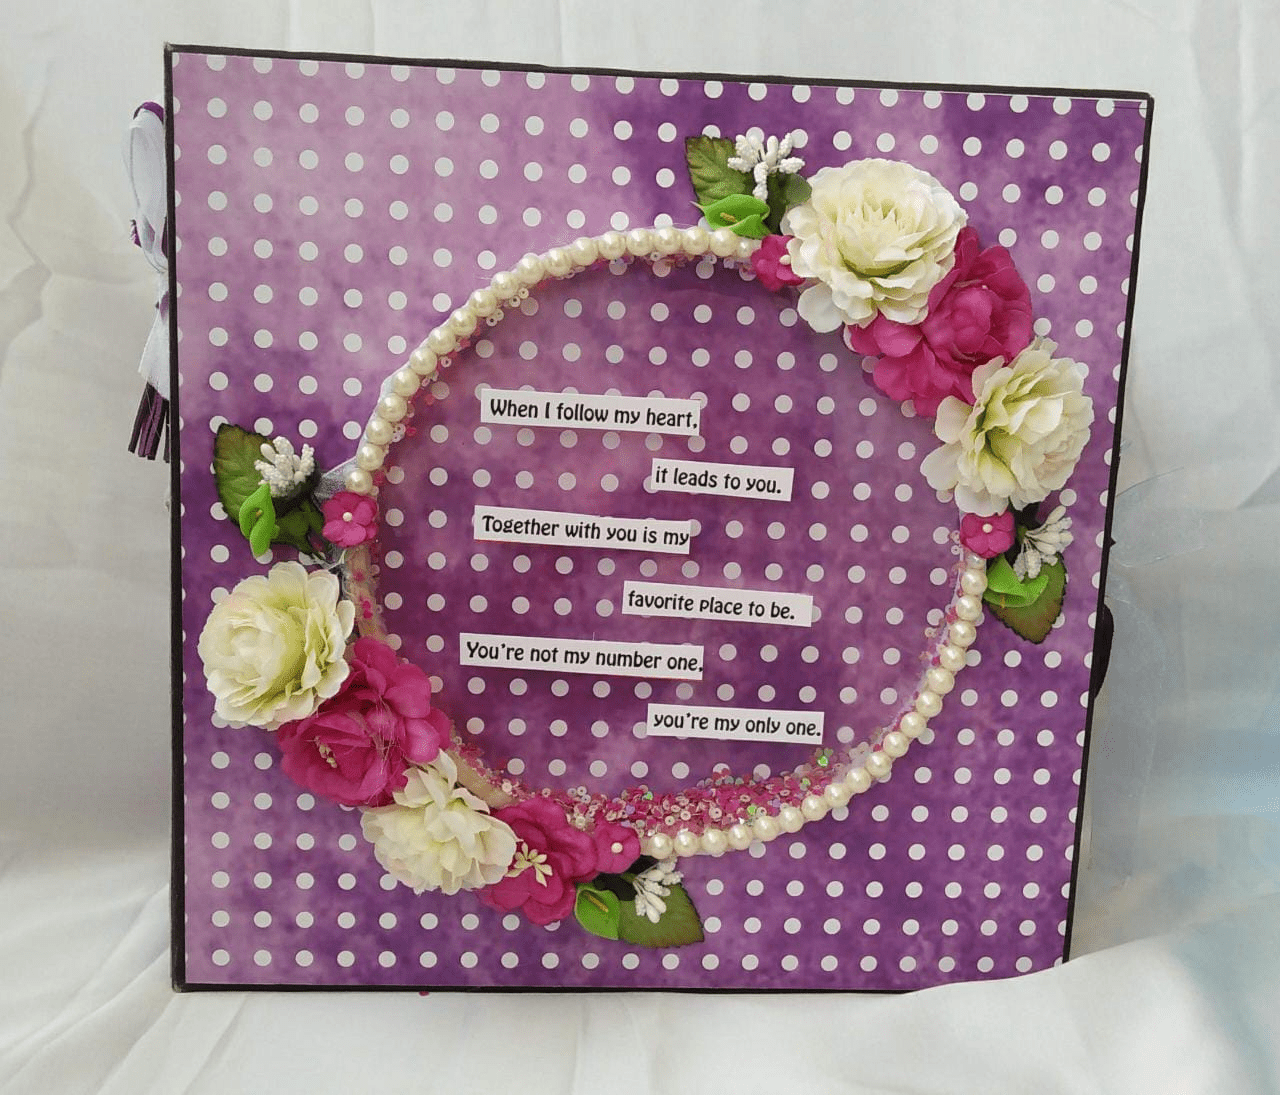 When I follow my heart,
it leads to you.
Together with you is my
favorite place to be.
You're not my number one,
you're my only one.